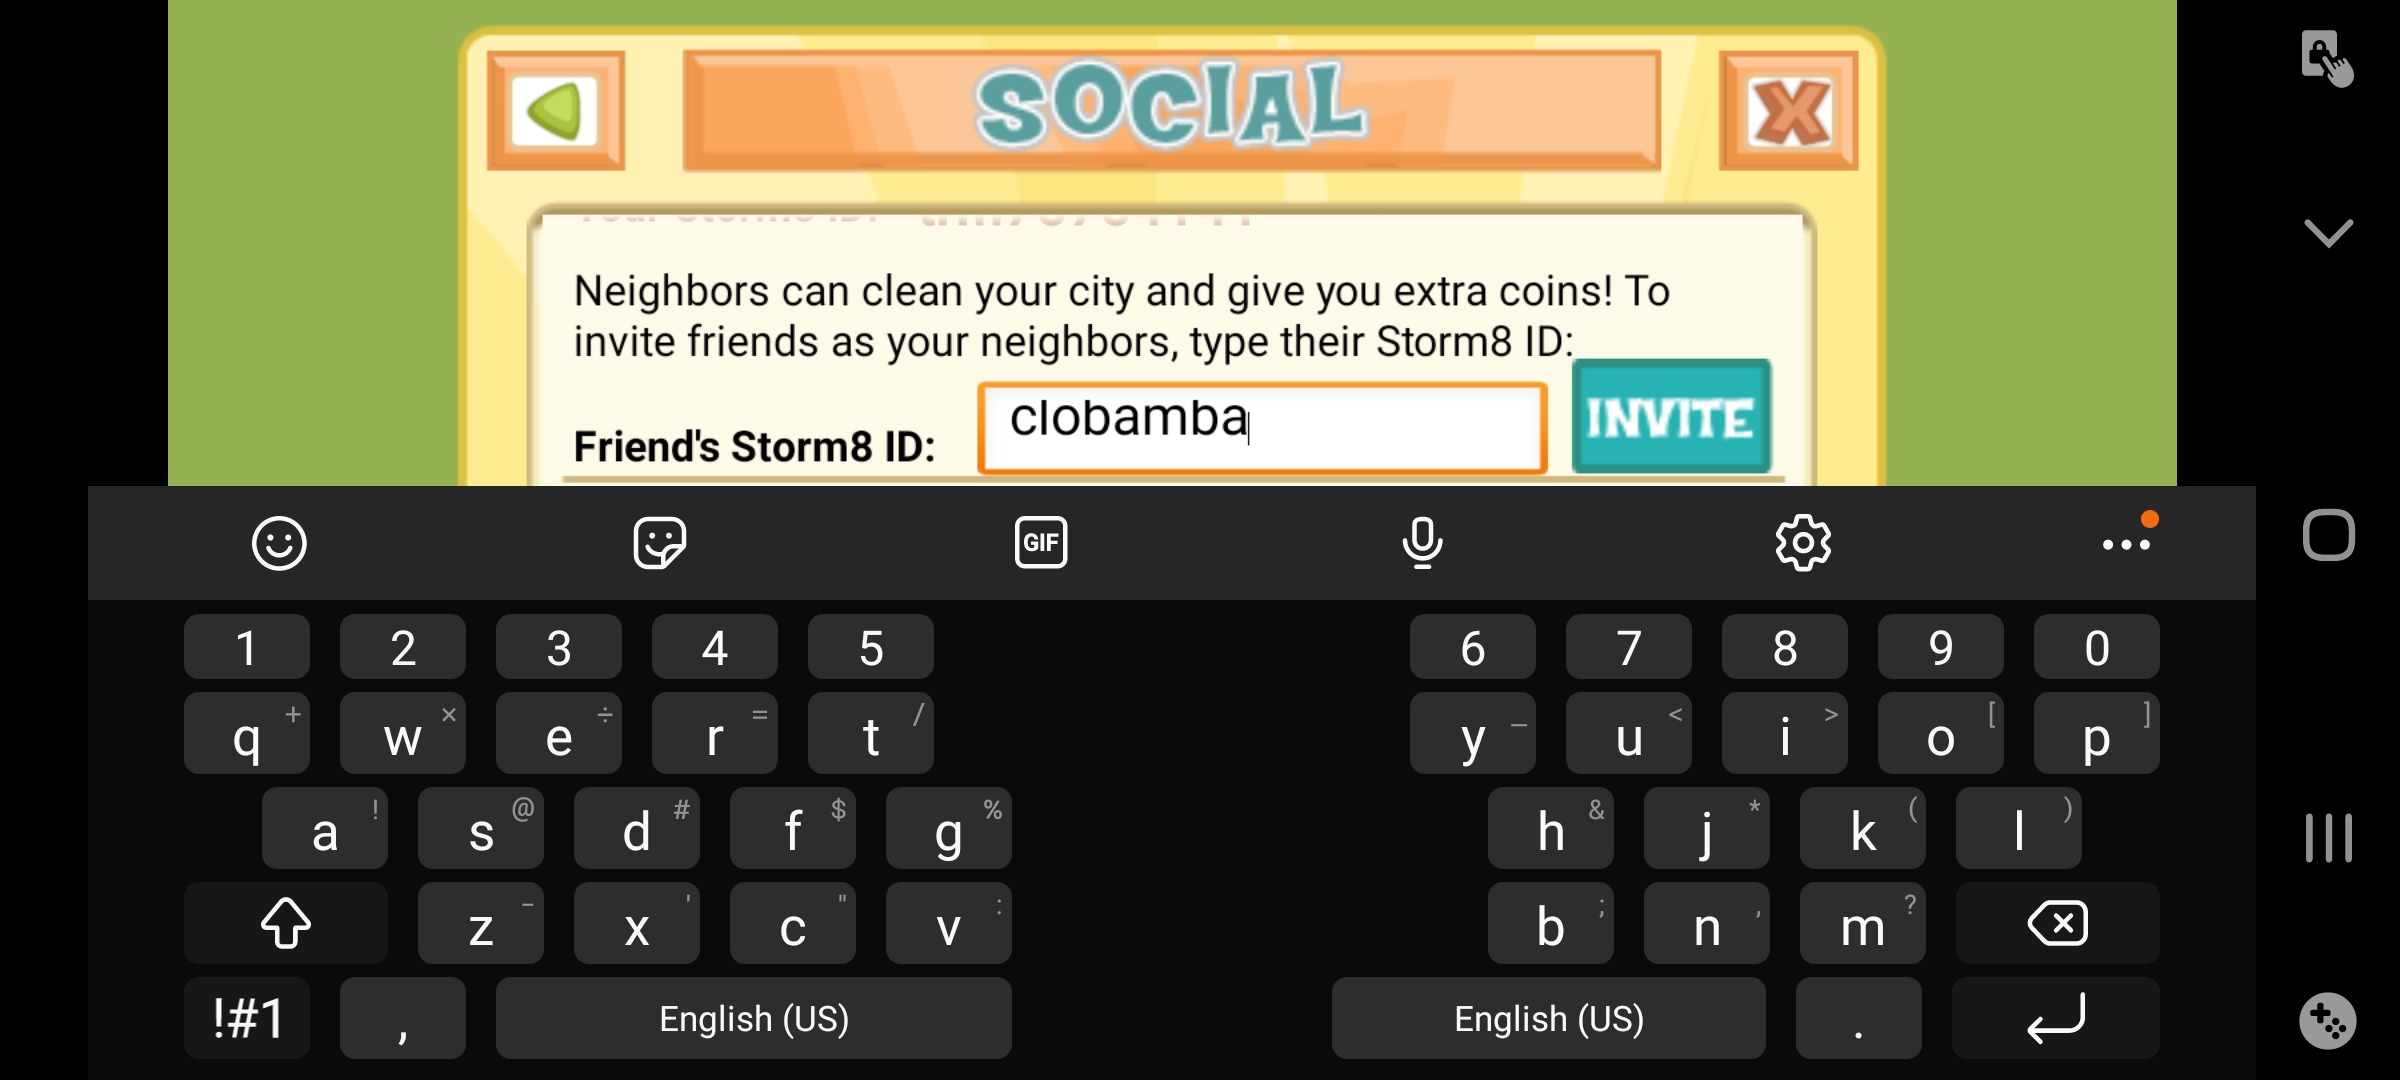 SOCIAL
Neighbors can clean your city and give you extra coins! To
invite friends as your neighbors, type their Storm8 ID:
Friend's Storm8 ID: clobamba INVITE
GIF
1 2 3 4 5 6 7 8 9 0
q + w × e ÷ r = t / y _ u < i > o [ p ]
a ! s @ d # f $ g % h & j * k ( l )
z - x ' c " v : b ; n , m ?
!#1 , English (US) English (US) .